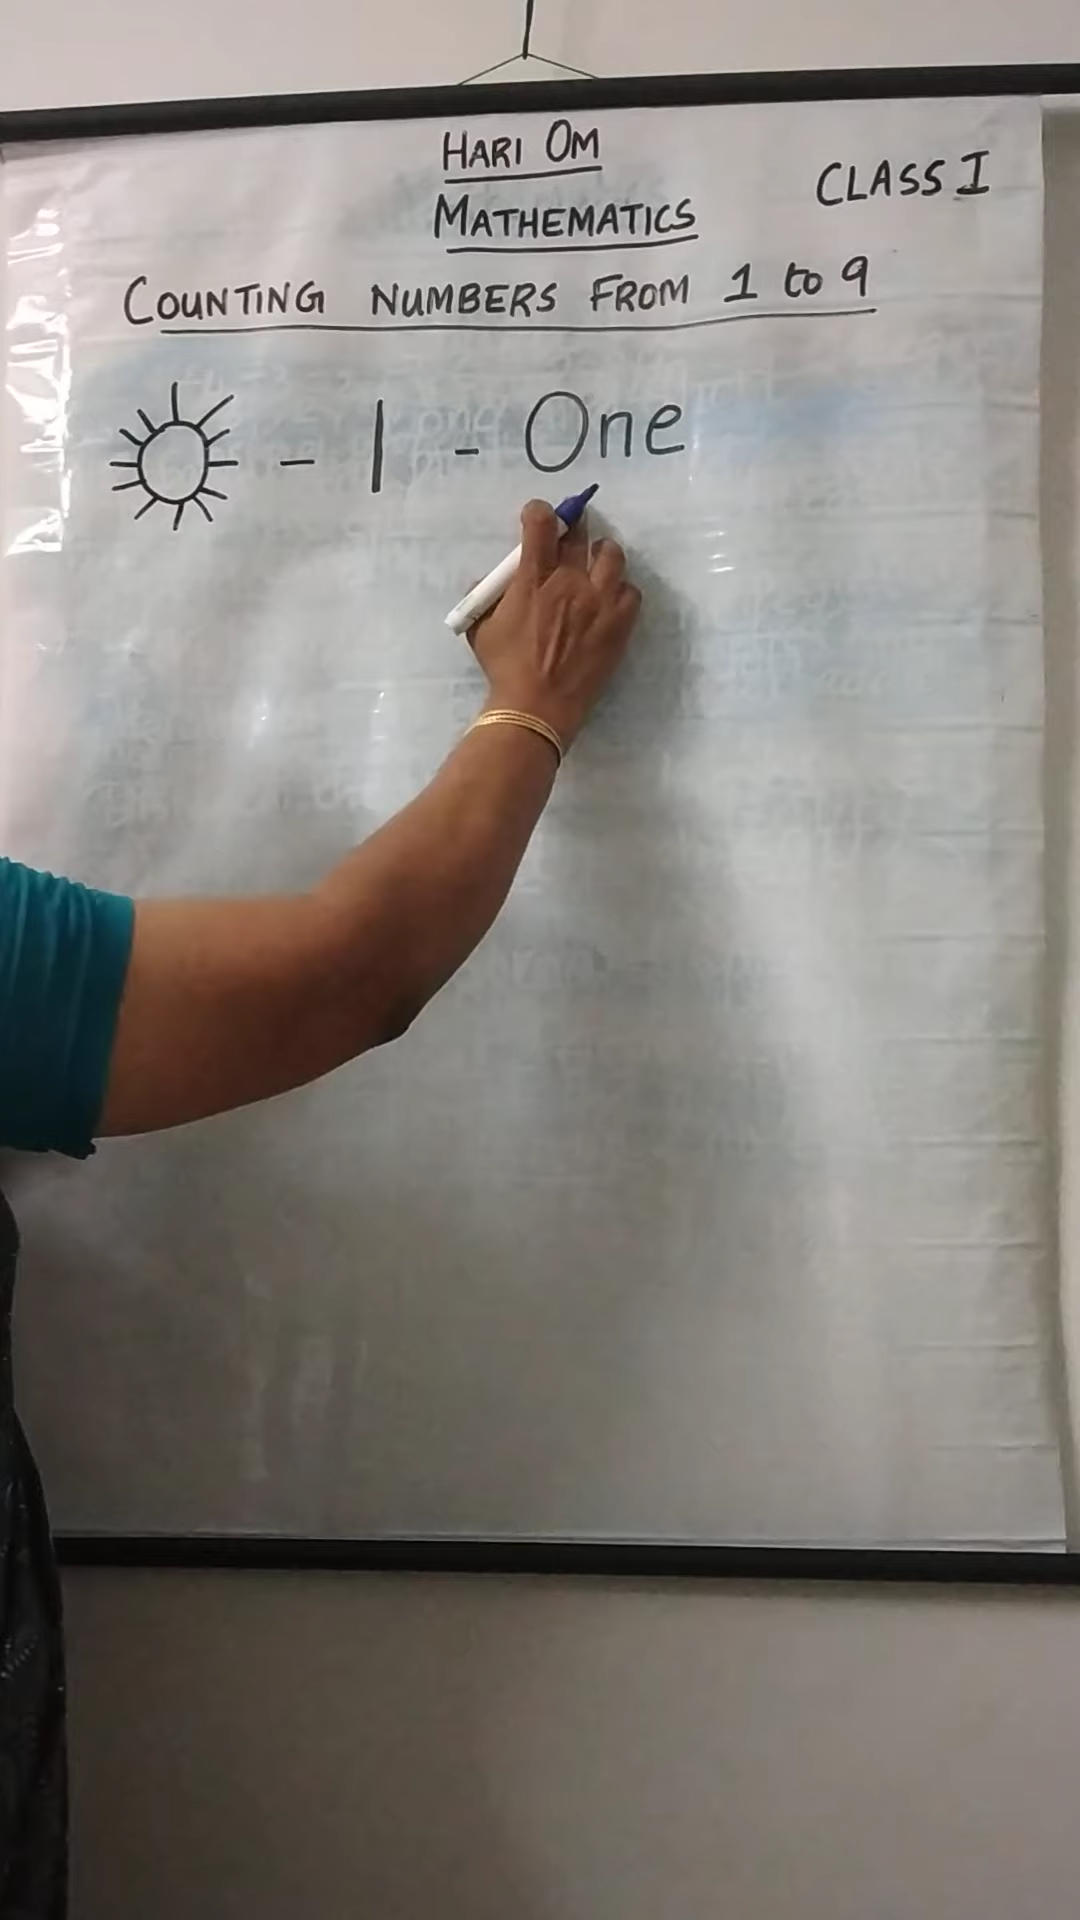 HARI OM
MATHEMATICS
CLASS I
COUNTING NUMBERS FROM 1 to 9
- 1 - One